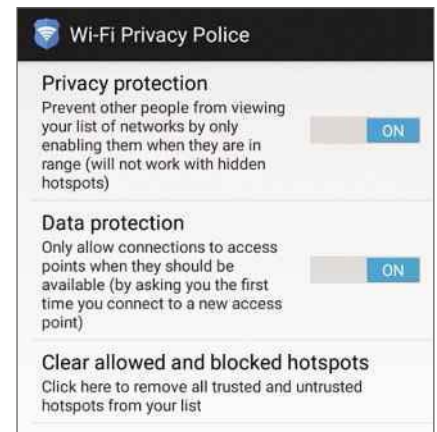 Wi-Fi Privacy Police
Privacy protection
Prevent other people from viewing
your list of networks by only
enabling them when they are in
range (will not work with hidden
hotspots)
ON
Data protection
Only allow connections to access
points when they should be
available (by asking you the first
time you connect to a new access
point)
ON
Clear allowed and blocked hotspots
Click here to remove all trusted and untrusted
hotspots from your list